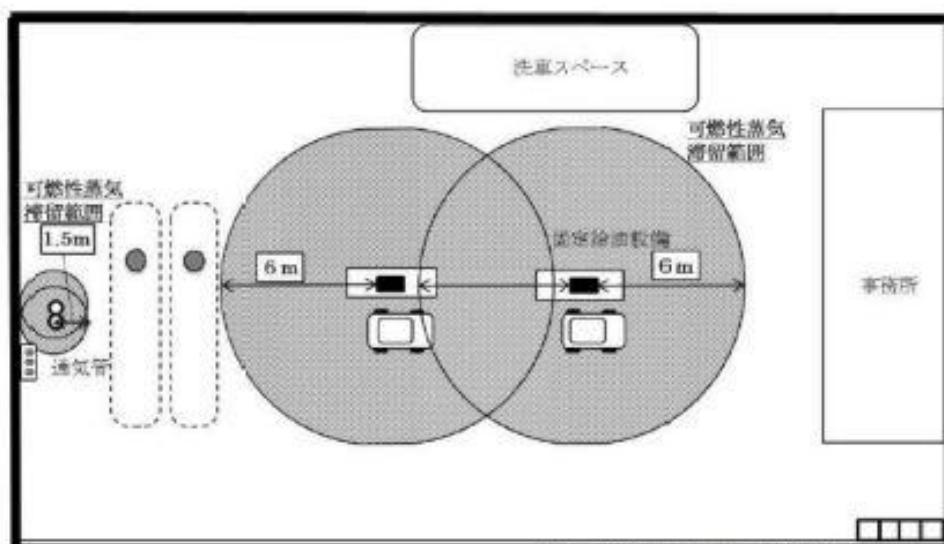 洗車スペース
可燃性蒸気
滞留範囲
可燃性蒸気
滞留範囲
1.5m
固定給油設備
6m
6m
事務所
通気管